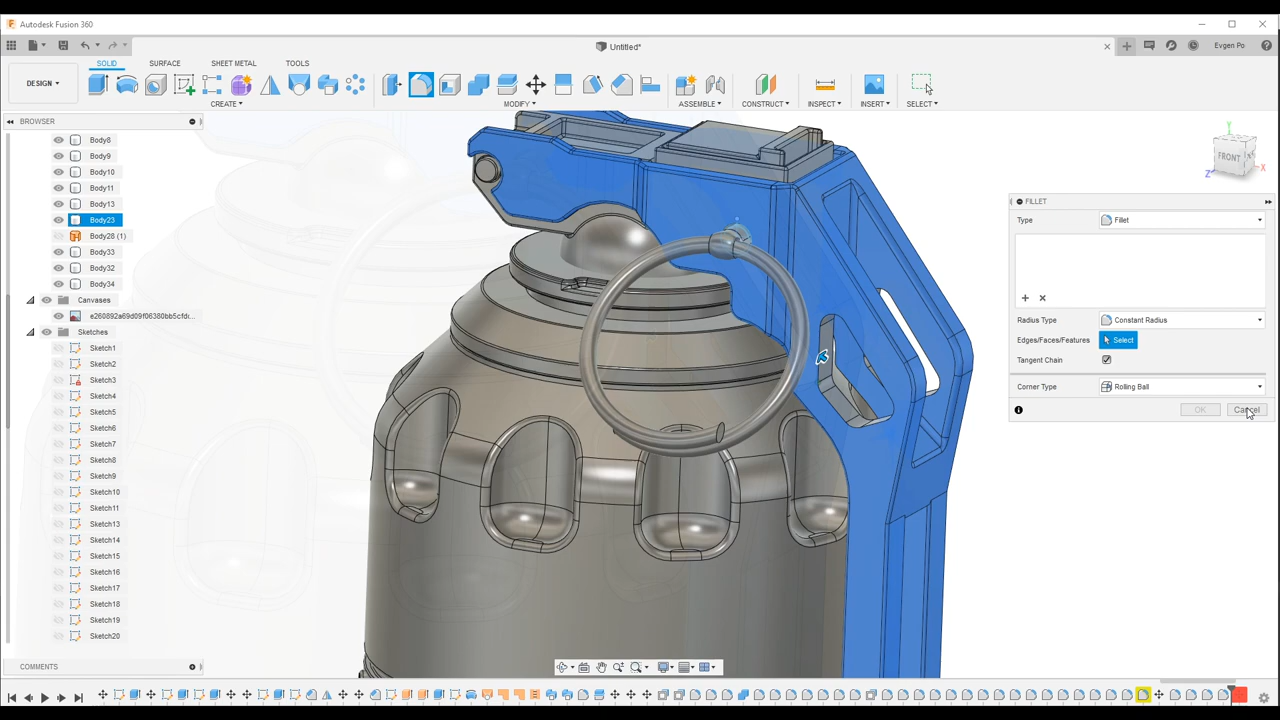 Autodesk Fusion 360
Untitled*
Evgen Po
SOLID SURFACE SHEET METAL TOOLS
DESIGN
CREATE MODIFY ASSEMBLE CONSTRUCT INSPECT INSERT SELECT
BROWSER
Body8
Body9
Body10
Body11
Body13
Body23
Body28 (1)
Body33
Body32
Body34
Canvases
e260892a69d09f06380bb5cfdc...
Sketches
Sketch1
Sketch2
Sketch3
Sketch4
Sketch5
Sketch6
Sketch7
Sketch8
Sketch9
Sketch10
Sketch11
Sketch13
Sketch14
Sketch15
Sketch16
Sketch17
Sketch18
Sketch19
Sketch20
COMMENTS
Y
FRONT
Z
X
FILLET
Type Fillet
Radius Type Constant Radius
Edges/Faces/Features Select
Tangent Chain
Corner Type Rolling Ball
OK Cancel